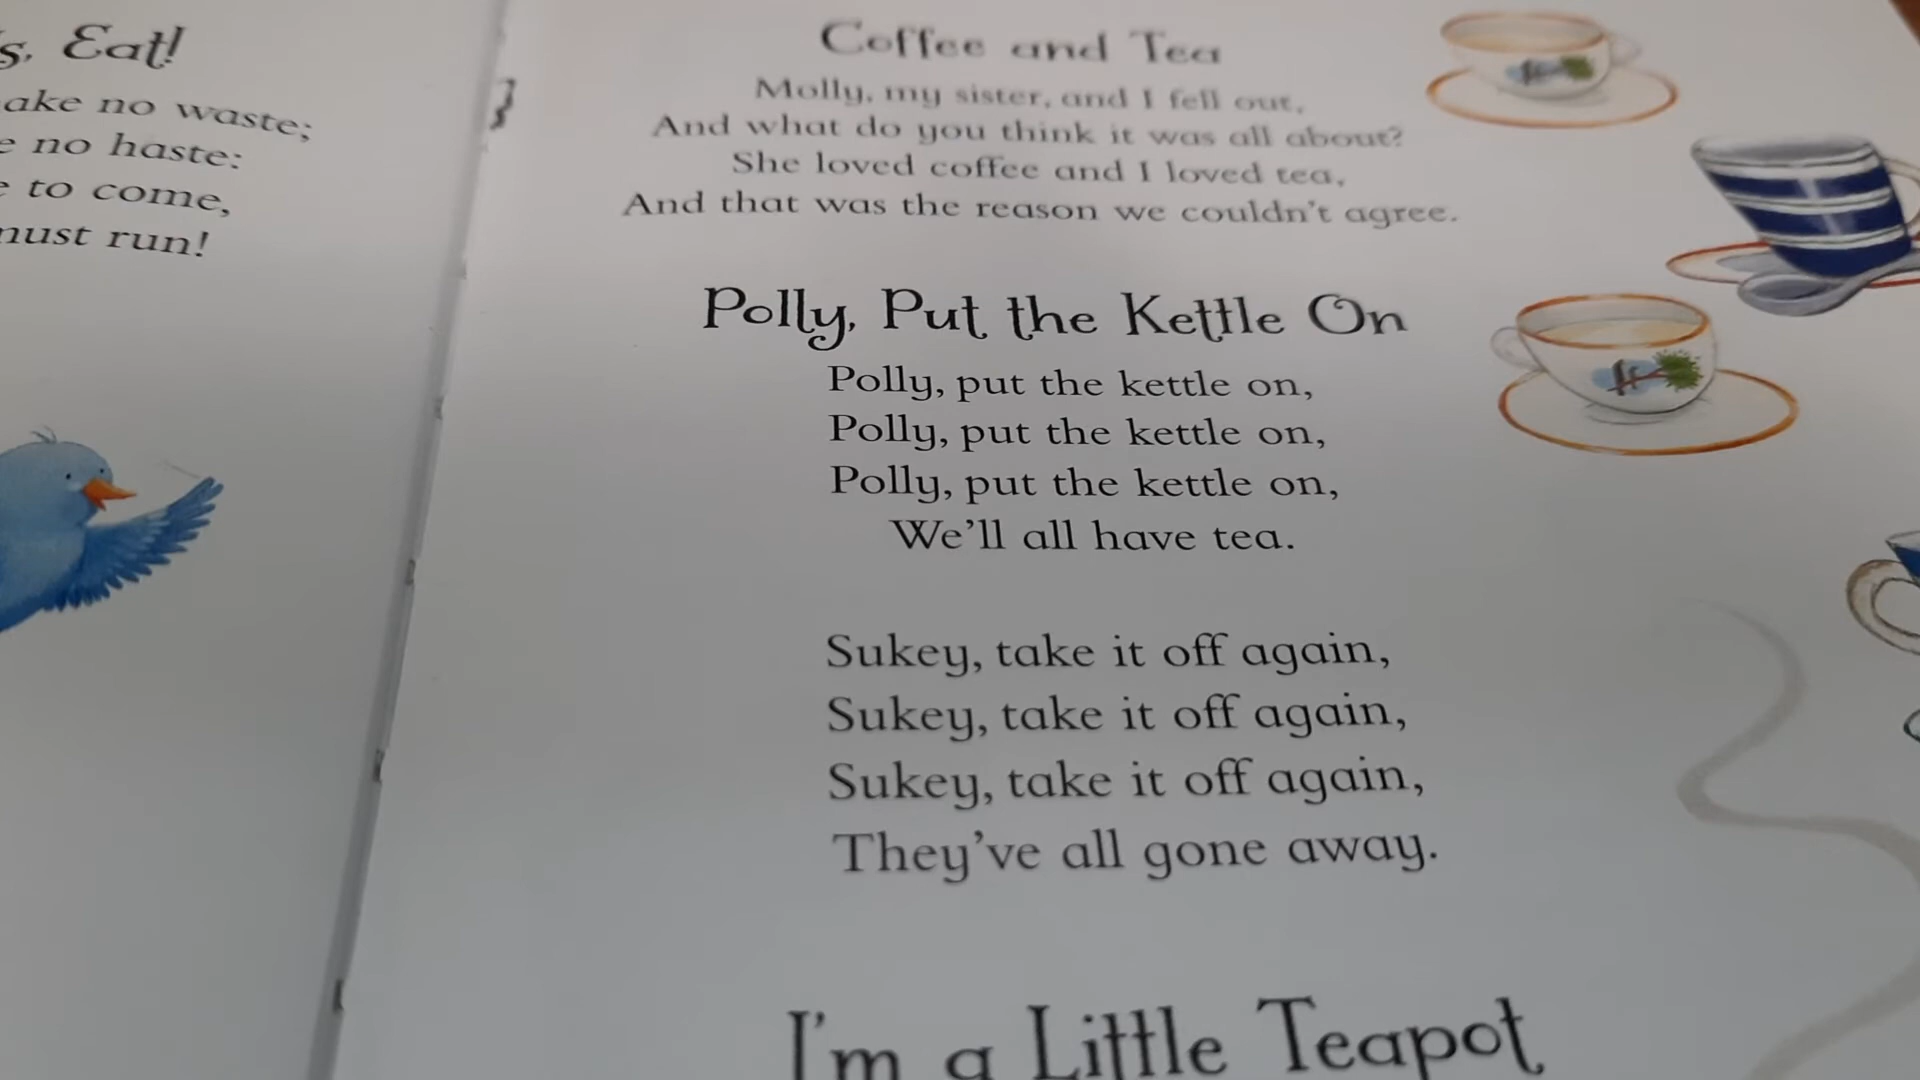 Eat!
no waste;
no haste:
to come,
must run!
Coffee and Tea
Molly, my sister, and I fell out,
And what do you think it was all about?
She loved coffee and I loved tea,
And that was the reason we couldn't agree.
Polly, Put the Kettle On
Polly, put the kettle on,
Polly, put the kettle on,
Polly, put the kettle on,
We'll all have tea.
Sukey, take it off again,
Sukey, take it off again,
Sukey, take it off again,
They've all gone away.
I'm a Little Teapot